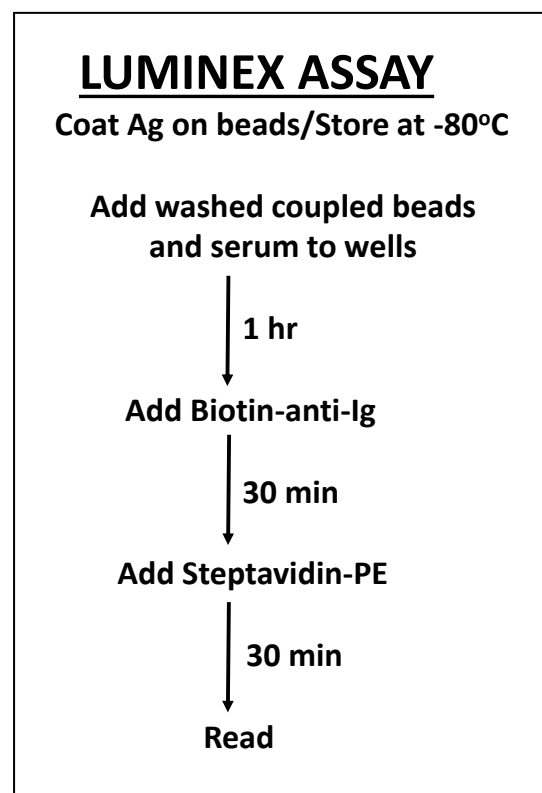 LUMINEX ASSAY
Coat Ag on beads/Store at -80ºC
Add washed coupled beads
and serum to wells
1 hr
Add Biotin-anti-Ig
30 min
Add Steptavidin-PE
30 min
Read